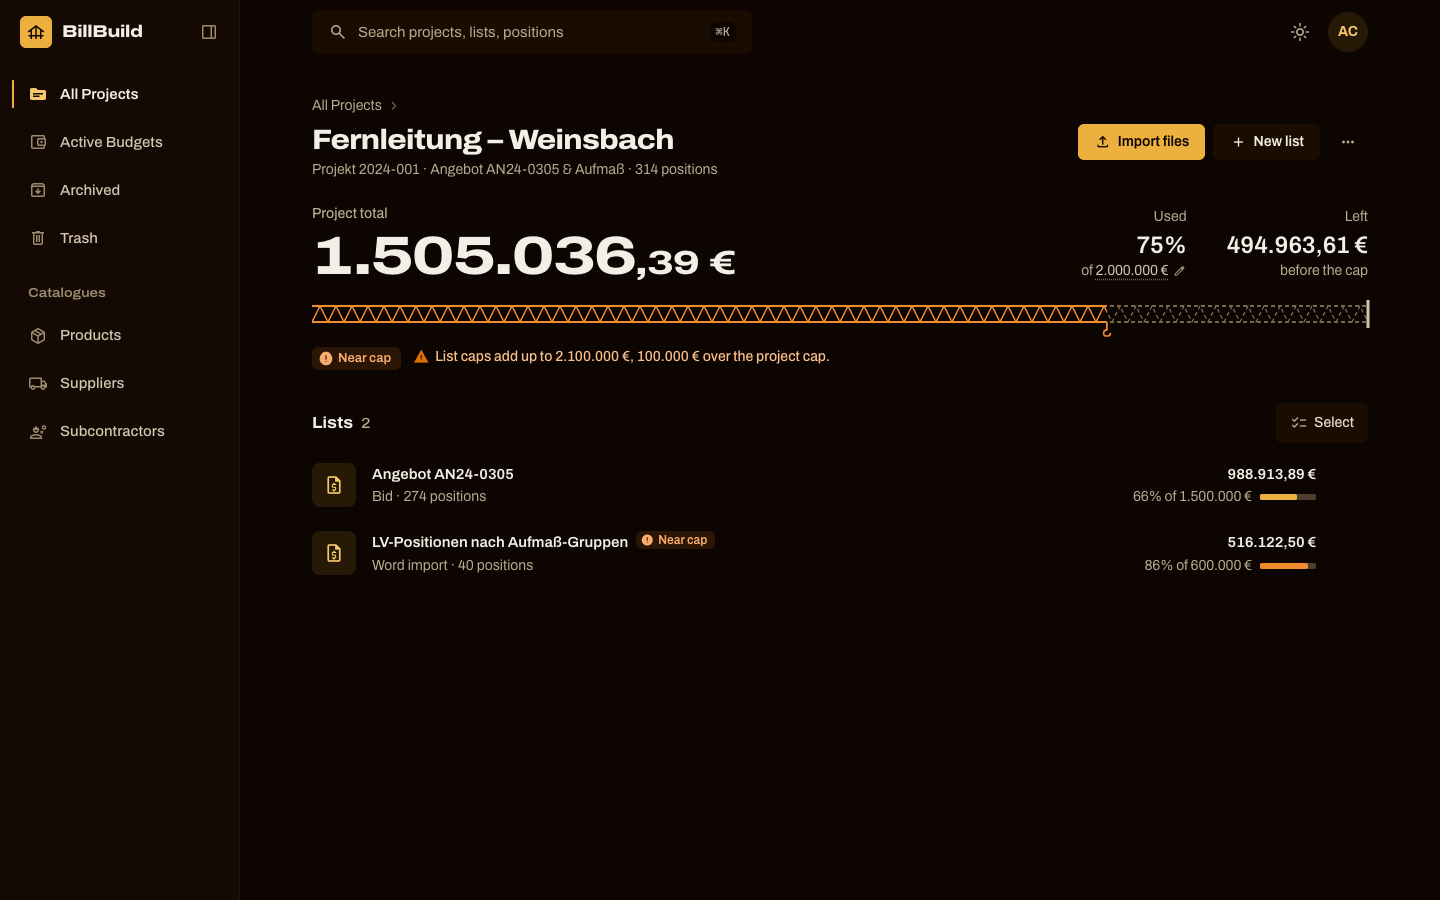 BillBuild
Search projects, lists, positions
⌘K
AC
All Projects
Active Budgets
Archived
Trash
Catalogues
Products
Suppliers
Subcontractors
All Projects
Fernleitung – Weinsbach
Projekt 2024-001 · Angebot AN24-0305 & Aufmaß · 314 positions
Import files
New list
Project total
1.505.036,39 €
Used
75%
of 2.000.000 €
Left
494.963,61 €
before the cap
Near cap
List caps add up to 2.100.000 €, 100.000 € over the project cap.
Lists 2
Select
Angebot AN24-0305
988.913,89 €
Bid · 274 positions
66% of 1.500.000 €
LV-Positionen nach Aufmaß-Gruppen Near cap
516.122,50 €
Word import · 40 positions
86% of 600.000 €